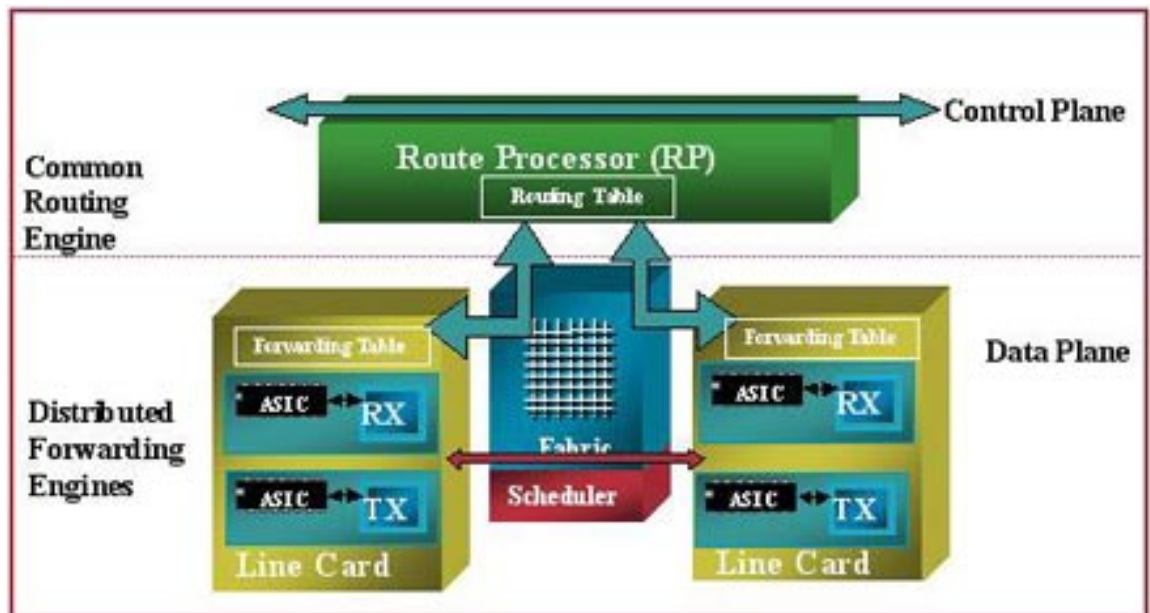 Control Plane
Route Processor (RP)
Routing Table
Common
Routing
Engine
Forwarding Table
Forwarding Table
Data Plane
ASIC
RX
ASIC
RX
Distributed
Forwarding
Engines
Fabric
Scheduler
ASIC
TX
ASIC
TX
Line Card
Line Card